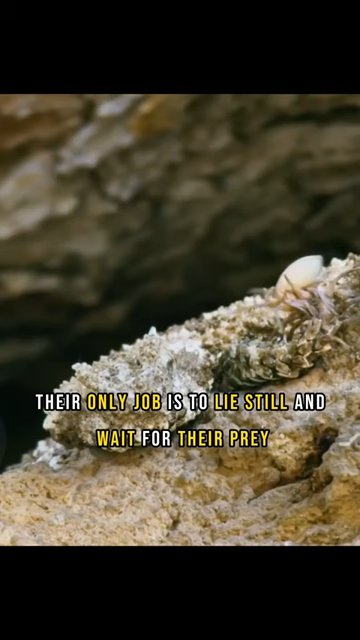 THEIR ONLY JOB IS TO LIE STILL AND
WAIT FOR THEIR PREY